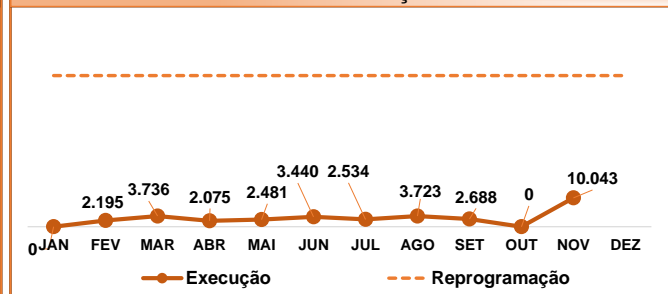 3.440 2.534 10.043
3.736 3.723
2.195 2.075 2.481 2.688 0
0 JAN FEV MAR ABR MAI JUN JUL AGO SET OUT NOV DEZ
Execução Reprogramação